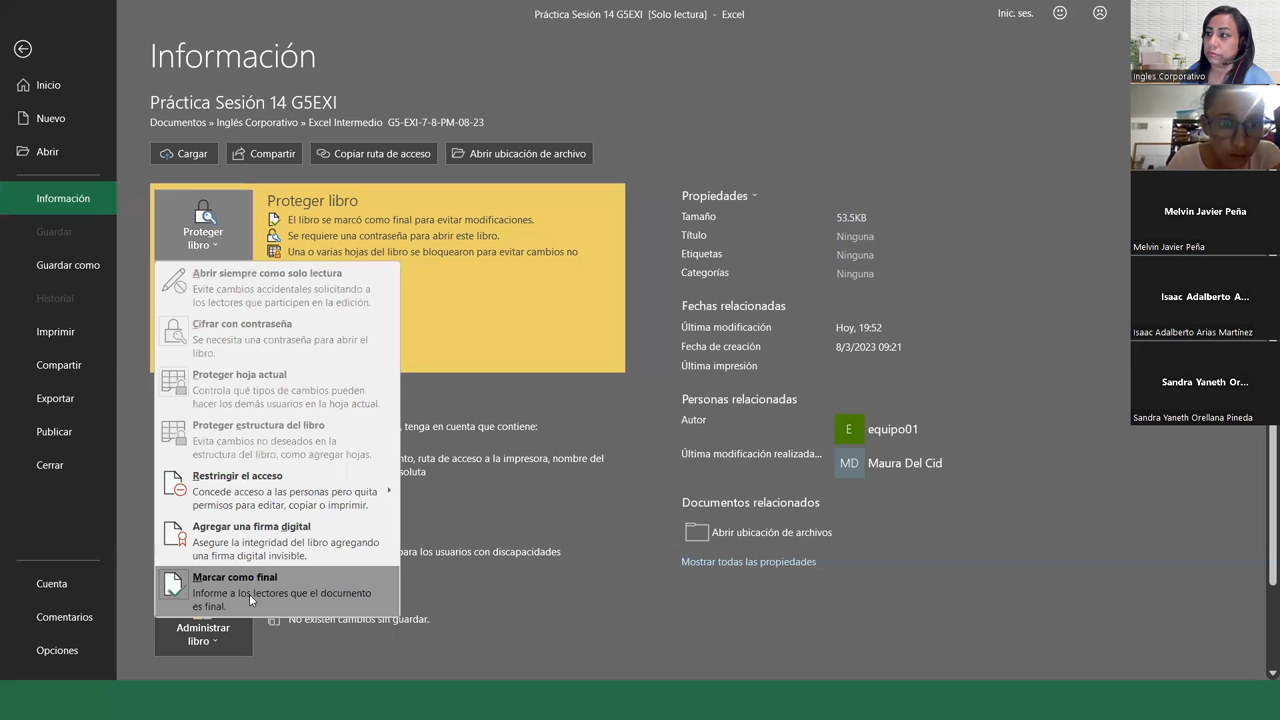 Práctica Sesión 14 G5EXI [Solo lectura] - Excel
Inic. ses.
Información
Inicio
Nuevo
Abrir
Información
Guardar
Guardar como
Historial
Imprimir
Compartir
Exportar
Publicar
Cerrar
Cuenta
Comentarios
Opciones
Práctica Sesión 14 G5EXI
Documentos » Inglés Corporativo » Excel Intermedio G5-EXI-7-8-PM-08-23
Cargar
Compartir
Copiar ruta de acceso
Abrir ubicación de archivo
Proteger libro
Proteger libro
El libro se marcó como final para evitar modificaciones.
Se requiere una contraseña para abrir este libro.
Una o varias hojas del libro se bloquearon para evitar cambios no
Abrir siempre como solo lectura
Evite cambios accidentales solicitando a
los lectores que participen en la edición.
Cifrar con contraseña
Se necesita una contraseña para abrir el
libro.
Proteger hoja actual
Controla qué tipos de cambios pueden
hacer los demás usuarios en la hoja actual.
Proteger estructura del libro
Evita cambios no deseados en la
estructura del libro, como agregar hojas.
Restringir el acceso
Concede acceso a las personas pero quita
permisos para editar, copiar o imprimir.
Agregar una firma digital
Asegure la integridad del libro agregando
una firma digital invisible.
Marcar como final
Informe a los lectores que el documento
es final.
, tenga en cuenta que contiene:
nto, ruta de acceso a la impresora, nombre del
soluta
para los usuarios con discapacidades
Administrar
libro
No existen cambios sin guardar.
Propiedades
Tamaño 53.5KB
Título Ninguna
Etiquetas Ninguna
Categorías Ninguna
Fechas relacionadas
Última modificación Hoy, 19:52
Fecha de creación 8/3/2023 09:21
Última impresión
Personas relacionadas
Autor
E equipo01
Última modificación realizada...
MD Maura Del Cid
Documentos relacionados
Abrir ubicación de archivos
Mostrar todas las propiedades
Ingles Corporativo
Melvin Javier Peña
Melvin Javier Peña
Isaac Adalberto A...
Isaac Adalberto Arias Martínez
Sandra Yaneth Or...
Sandra Yaneth Orellana Pineda